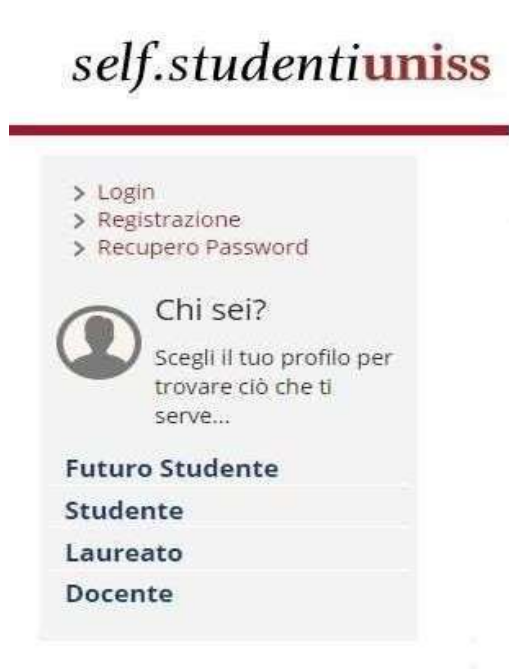 self.studentiuniss
> Login
> Registrazione
> Recupero Password
Chi sei?
Scegli il tuo profilo per
trovare ciò che ti
serve...
Futuro Studente
Studente
Laureato
Docente